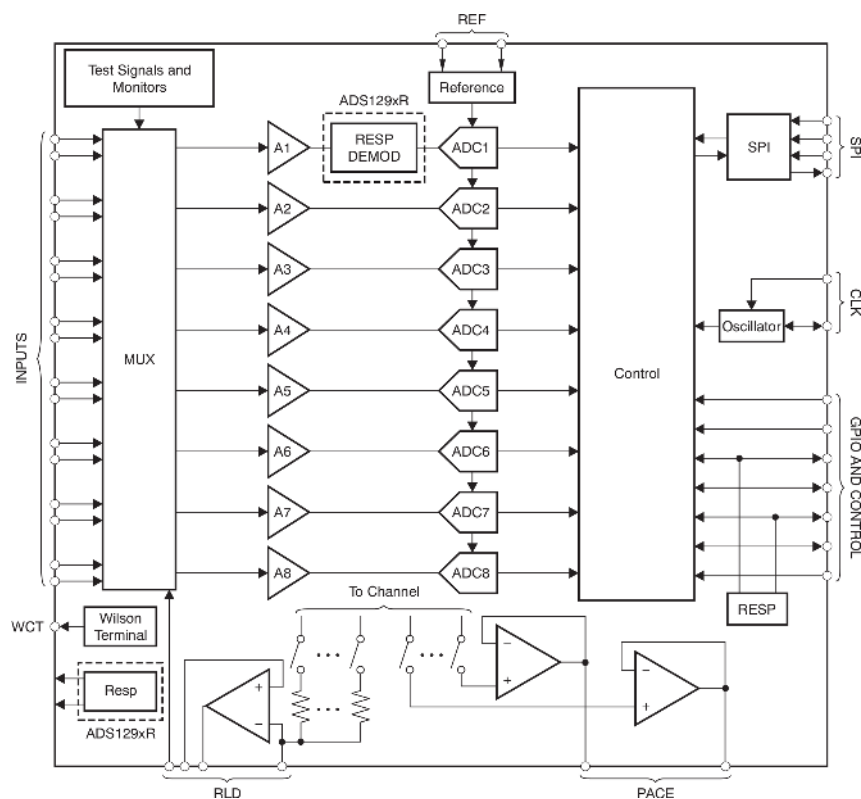 REF
Test Signals and
Monitors
Reference
ADS129xR
RESP
DEMOD
A1
ADC1
SPI
SPI
A2
ADC2
A3
ADC3
CLK
Oscillator
A4
ADC4
INPUTS
MUX
Control
A5
ADC5
GPIO AND CONTROL
A6
ADC6
A7
ADC7
A8
ADC8
To Channel
RESP
WCT
Wilson
Terminal
Resp
ADS129xR
+
−
−
+
−
+
RLD
PACE